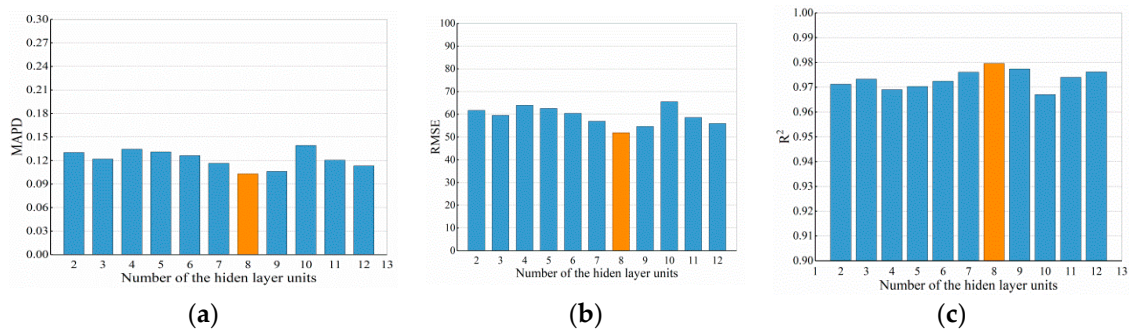 0.30
0.27
0.24
0.21
0.18
0.15
0.12
0.09
0.06
0.03
0.00
MAPD
2 3 4 5 6 7 8 9 10 11 12 13
Number of the hiden layer units
(a)
100
90
80
70
60
50
40
30
20
10
0
RMSE
2 3 4 5 6 7 8 9 10 11 12
Number of the hiden layer units
(b)
1.00
0.99
0.98
0.97
0.96
0.95
0.94
0.93
0.92
0.91
0.90
R²
1 2 3 4 5 6 7 8 9 10 11 12 13
Number of the hiden layer units
(c)